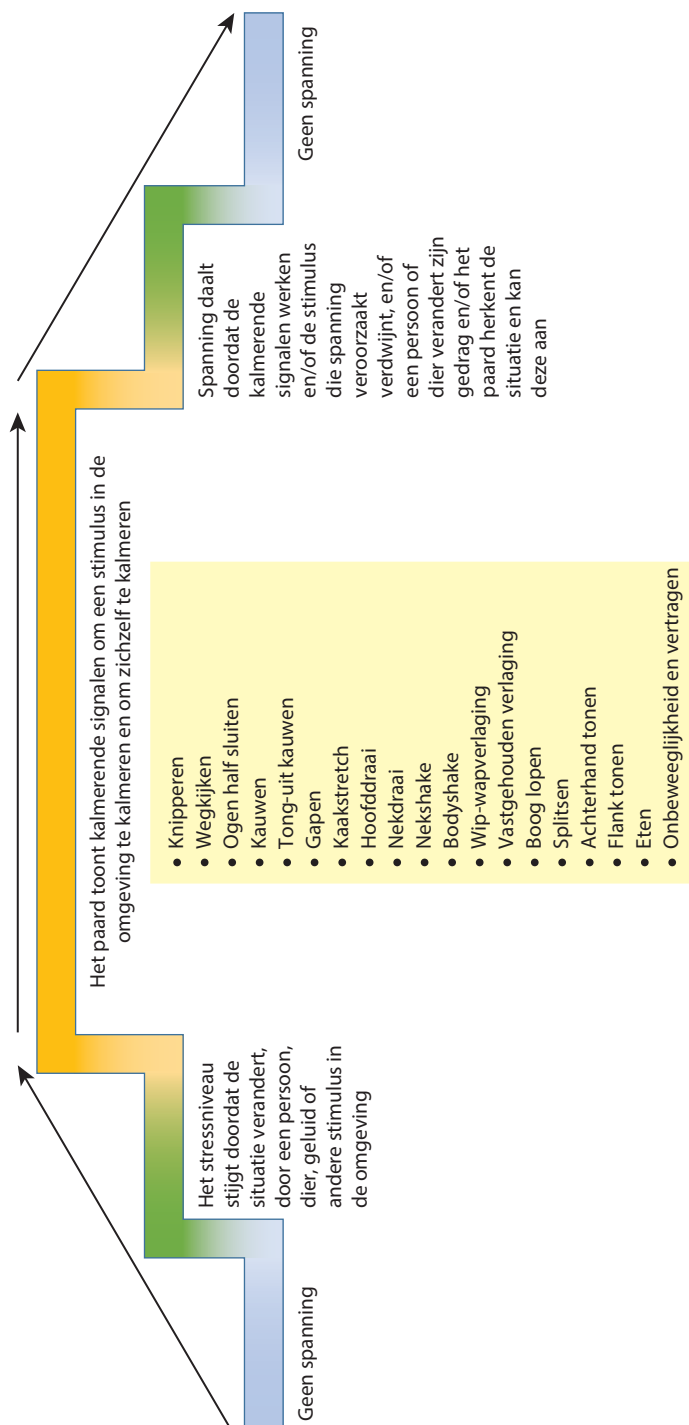 Geen spanning
Het stressniveau
stijgt doordat de
situatie verandert,
door een persoon,
dier, geluid of
andere stimulus in
de omgeving
Het paard toont kalmerende signalen om een stimulus in de
omgeving te kalmeren en om zichzelf te kalmeren
• Knipperen
• Wegkijken
• Ogen half sluiten
• Kauwen
• Tong-uit kauwen
• Gapen
• Kaakstretch
• Hoofddraai
• Nekdraai
• Nekshake
• Bodyshake
• Wip-wapverlaging
• Vastgehouden verlaging
• Boog lopen
• Splitsen
• Achterhand tonen
• Flank tonen
• Eten
• Onbeweeglijkheid en vertragen
Spanning daalt
doordat de
kalmerende
signalen werken
en/of de stimulus
die spanning
veroorzaakt
verdwijnt, en/of
een persoon of
dier verandert zijn
gedrag en/of het
paard herkent de
situatie en kan
deze aan
Geen spanning